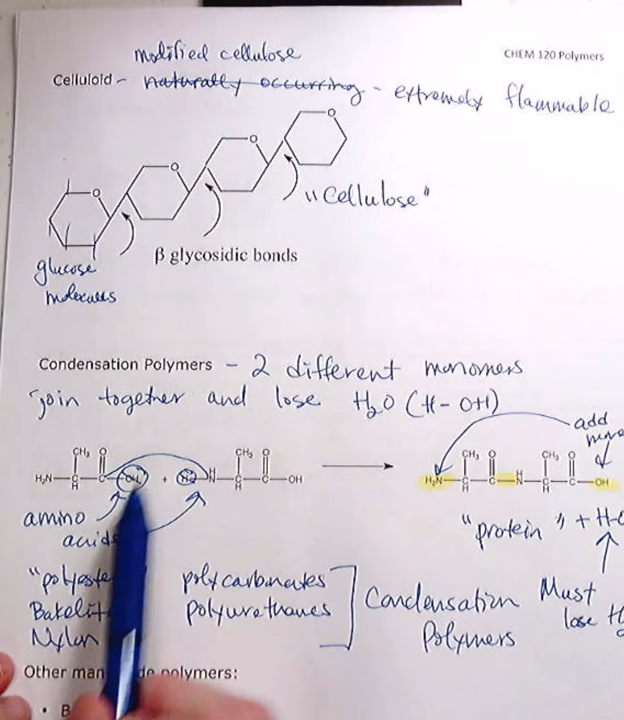 modified cellulose
CHEM 120 Polymers
Celluloid - naturally occurring - extremely flammable
"Cellulose"
β glycosidic bonds
glucose
molecules
Condensation Polymers - 2 different monomers
join together and lose H₂O (H-OH)
add
CH₃ O CH₃ O CH₃ O CH₃ O
H₂N-C-C + N-C-C-OH H₂N-C-C-N-C-C-OH
H H H H H H
amino
acids
"protein" +
"polyeste
polycarbonates
Bakelit
polyurethanes
Nylon
Condensation
Polymers
Must
lose
Other man de polymers:
• B